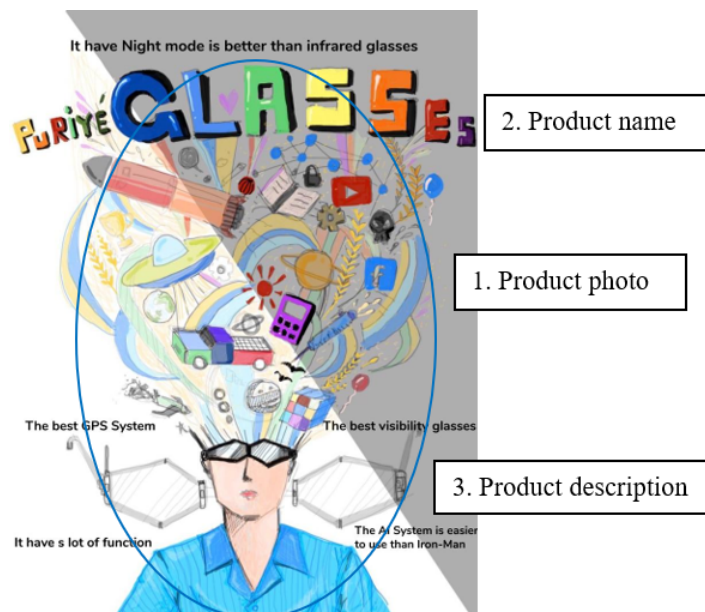 It have Night mode is better than infrared glasses
PURIYÉ GLASSES
2. Product name
1. Product photo
f
The best GPS System
The best visibility glasses
3. Product description
It have s lot of function
The AI System is easier
to use than Iron-Man